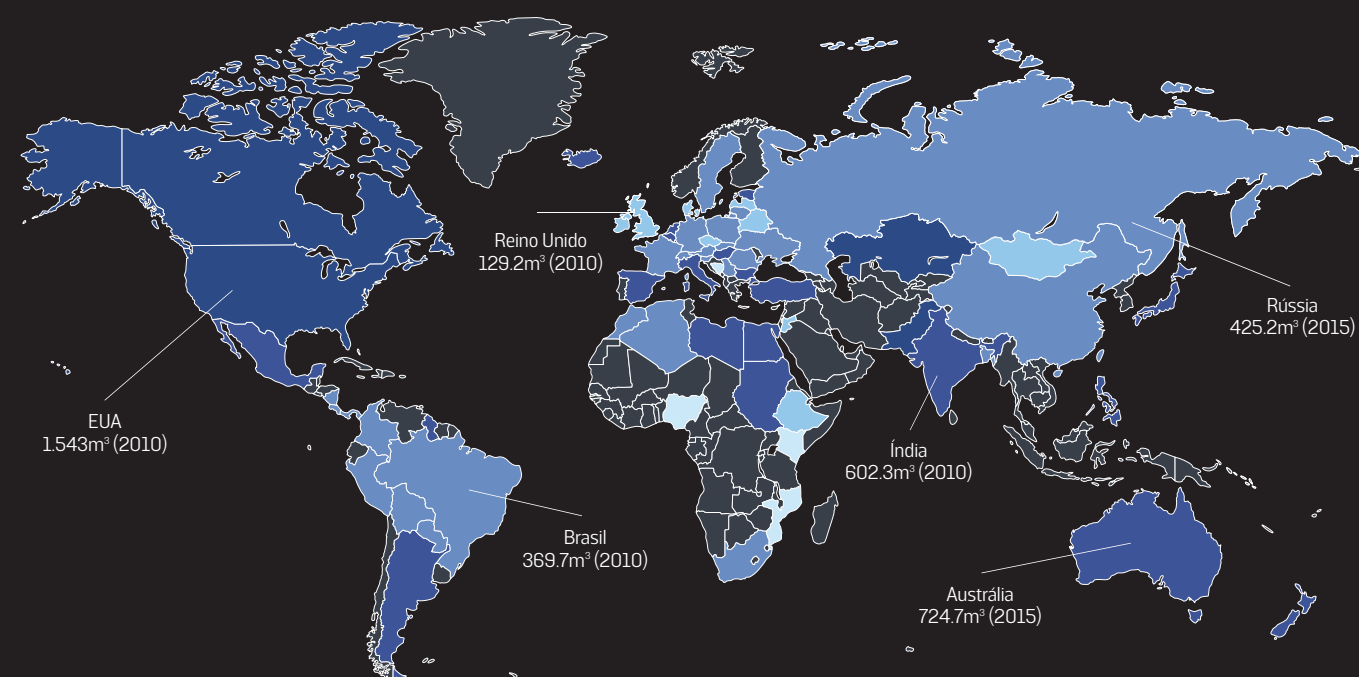 Reino Unido
129.2m³ (2010)
Rússia
425.2m³ (2015)
EUA
1.543m³ (2010)
Índia
602.3m³ (2010)
Brasil
369.7m³ (2010)
Austrália
724.7m³ (2015)